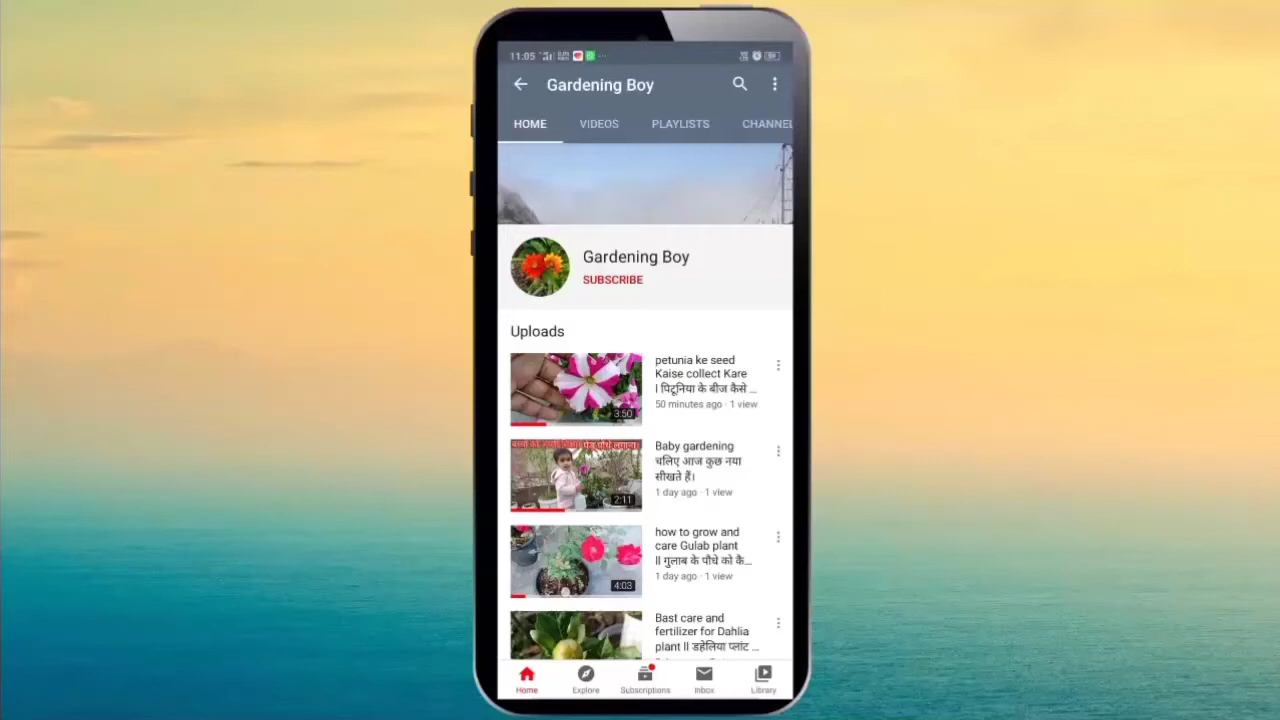 11:05
Gardening Boy
HOME VIDEOS PLAYLISTS CHANNEL
Gardening Boy
SUBSCRIBE
Uploads
petunia ke seed
Kaise collect Kare
l पिटूनिया के बीज कैसे ...
50 minutes ago · 1 view
3:50
Baby gardening
चलिए आज कुछ नया
सीखते हैं।
1 day ago · 1 view
2:11
how to grow and
care Gulab plant
ll गुलाब के पौधे को कै...
1 day ago · 1 view
4:03
Bast care and
fertilizer for Dahlia
plant ll डहेलिया प्लांट ...
Home Explore Subscriptions Inbox Library